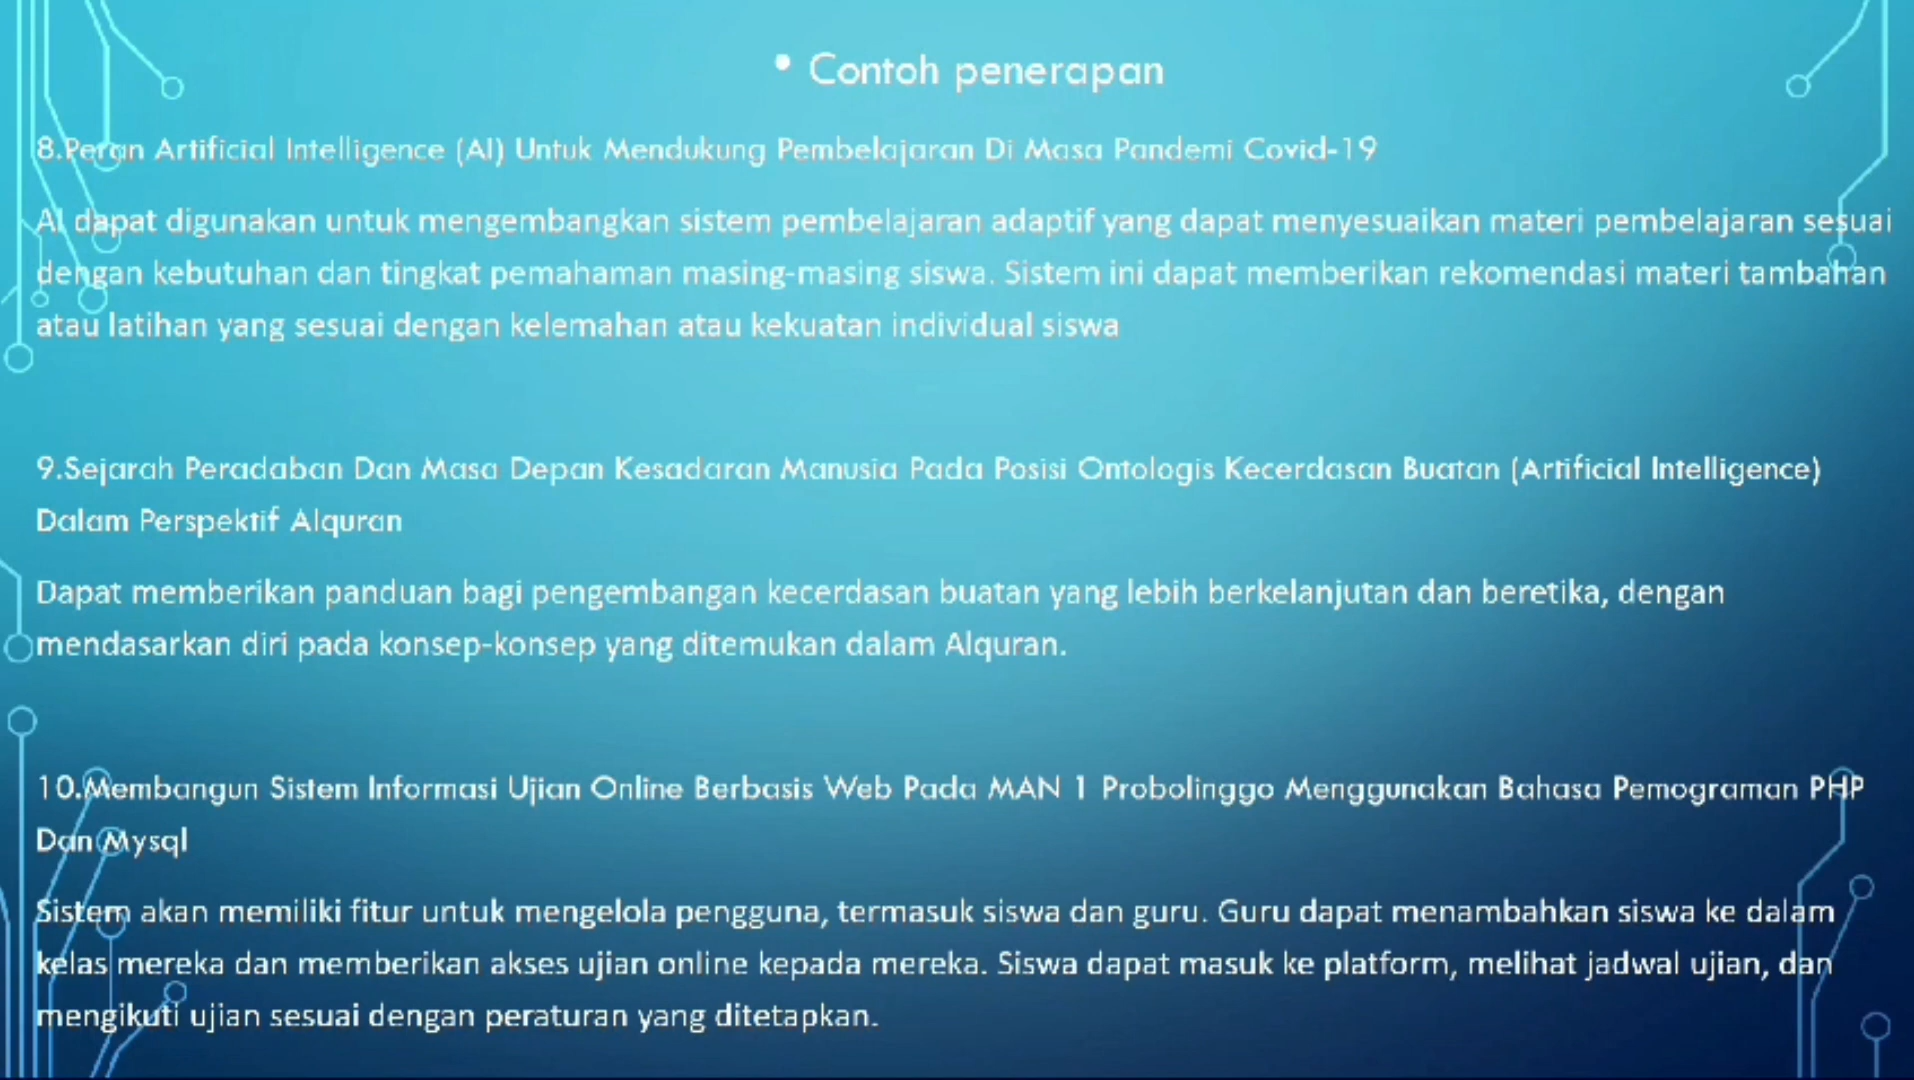 • Contoh penerapan
8.Peran Artificial Intelligence (AI) Untuk Mendukung Pembelajaran Di Masa Pandemi Covid-19
AI dapat digunakan untuk mengembangkan sistem pembelajaran adaptif yang dapat menyesuaikan materi pembelajaran sesuai
dengan kebutuhan dan tingkat pemahaman masing-masing siswa. Sistem ini dapat memberikan rekomendasi materi tambahan
atau latihan yang sesuai dengan kelemahan atau kekuatan individual siswa
9.Sejarah Peradaban Dan Masa Depan Kesadaran Manusia Pada Posisi Ontologis Kecerdasan Buatan (Artificial Intelligence)
Dalam Perspektif Alquran
Dapat memberikan panduan bagi pengembangan kecerdasan buatan yang lebih berkelanjutan dan beretika, dengan
mendasarkan diri pada konsep-konsep yang ditemukan dalam Alquran.
10.Membangun Sistem Informasi Ujian Online Berbasis Web Pada MAN 1 Probolinggo Menggunakan Bahasa Pemograman PHP
Dan Mysql
Sistem akan memiliki fitur untuk mengelola pengguna, termasuk siswa dan guru. Guru dapat menambahkan siswa ke dalam
kelas mereka dan memberikan akses ujian online kepada mereka. Siswa dapat masuk ke platform, melihat jadwal ujian, dan
mengikuti ujian sesuai dengan peraturan yang ditetapkan.